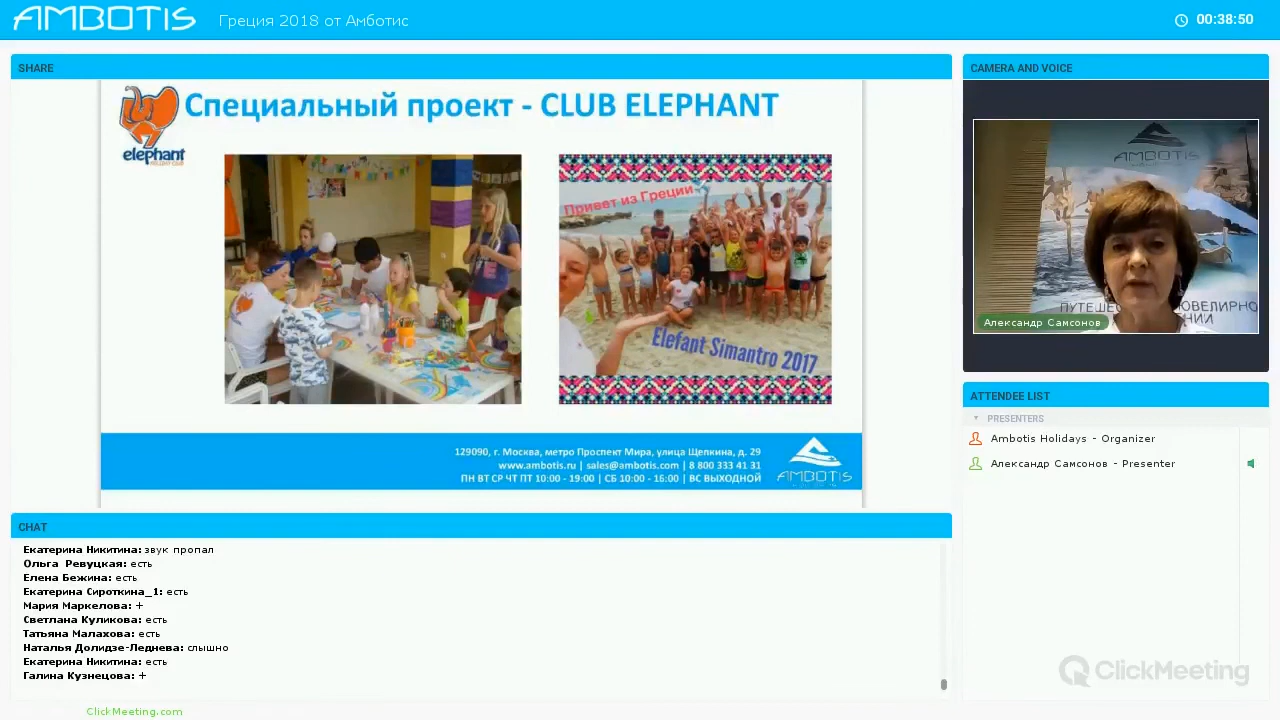 AMBOTIS
Греция 2018 от Амботис
00:38:50
SHARE
Специальный проект - CLUB ELEPHANT
elephant
Привет из Греции
Elefant Simantro 2017
129090, г. Москва, метро Проспект Мира, улица Щепкина, д. 29
www.ambotis.ru | sales@ambotis.com | 8 800 333 41 31
ПН ВТ СР ЧТ ПТ 10:00 - 19:00 | СБ 10:00 - 16:00 | ВС ВЫХОДНОЙ
AMBOTIS
CHAT
Екатерина Никитина: звук пропал
Ольга Ревуцкая: есть
Елена Бежина: есть
Екатерина Сироткина_1: есть
Мария Маркелова: +
Светлана Куликова: есть
Татьяна Малахова: есть
Наталья Долидзе-Леднева: слышно
Екатерина Никитина: есть
Галина Кузнецова: +
ClickMeeting.com
CAMERA AND VOICE
AMBOTIS
Александр Самсонов
ATTENDEE LIST
PRESENTERS
Ambotis Holidays - Organizer
Александр Самсонов - Presenter
ClickMeeting